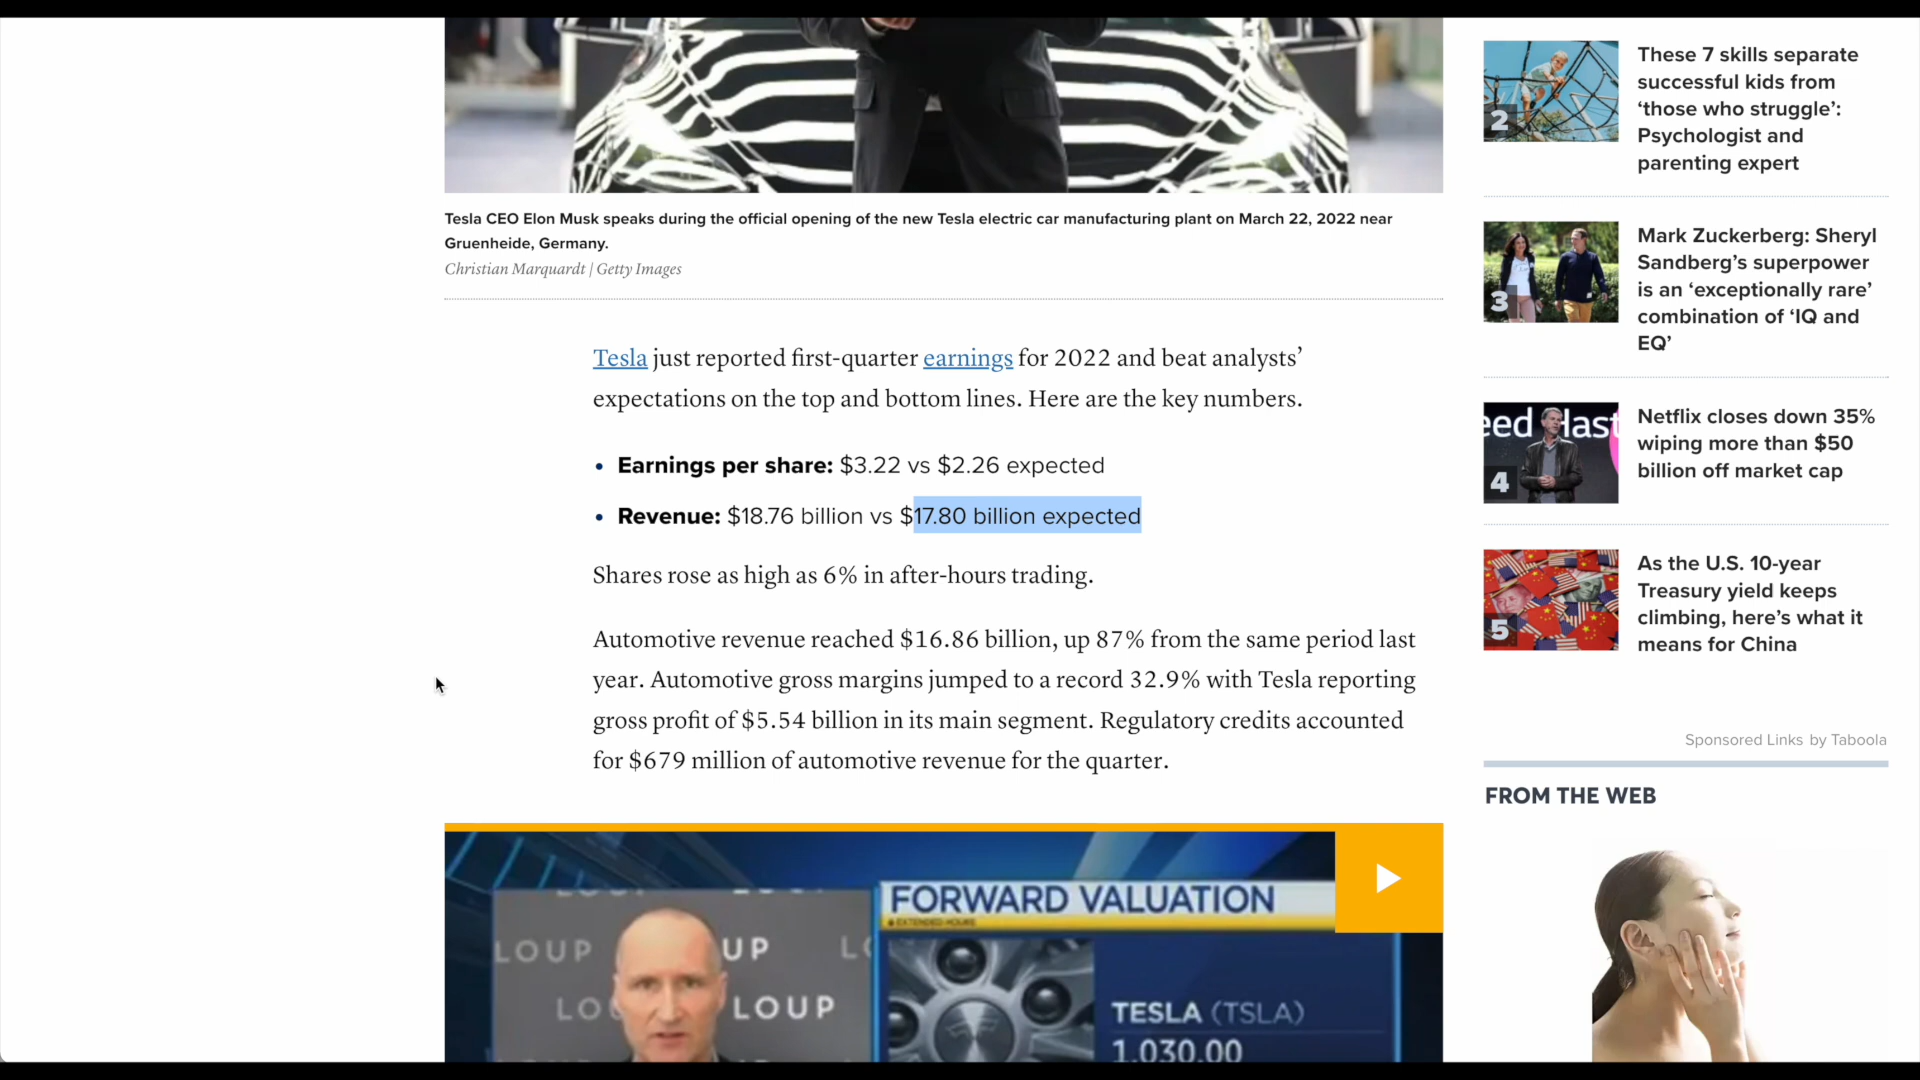 Tesla CEO Elon Musk speaks during the official opening of the new Tesla electric car manufacturing plant on March 22, 2022 near
Gruenheide, Germany.
Christian Marquardt | Getty Images
Tesla just reported first-quarter earnings for 2022 and beat analysts’
expectations on the top and bottom lines. Here are the key numbers.
• Earnings per share: $3.22 vs $2.26 expected
• Revenue: $18.76 billion vs $17.80 billion expected
Shares rose as high as 6% in after-hours trading.
Automotive revenue reached $16.86 billion, up 87% from the same period last
year. Automotive gross margins jumped to a record 32.9% with Tesla reporting
gross profit of $5.54 billion in its main segment. Regulatory credits accounted
for $679 million of automotive revenue for the quarter.
FORWARD VALUATION
EXTENDED HOURS
LOUP UP
LOUP
TESLA (TSLA)
1,030.00
2
These 7 skills separate
successful kids from
‘those who struggle’:
Psychologist and
parenting expert
3
Mark Zuckerberg: Sheryl
Sandberg’s superpower
is an ‘exceptionally rare’
combination of ‘IQ and
EQ’
eed Hast
4
Netflix closes down 35%
wiping more than $50
billion off market cap
5
As the U.S. 10-year
Treasury yield keeps
climbing, here’s what it
means for China
Sponsored Links by Taboola
FROM THE WEB